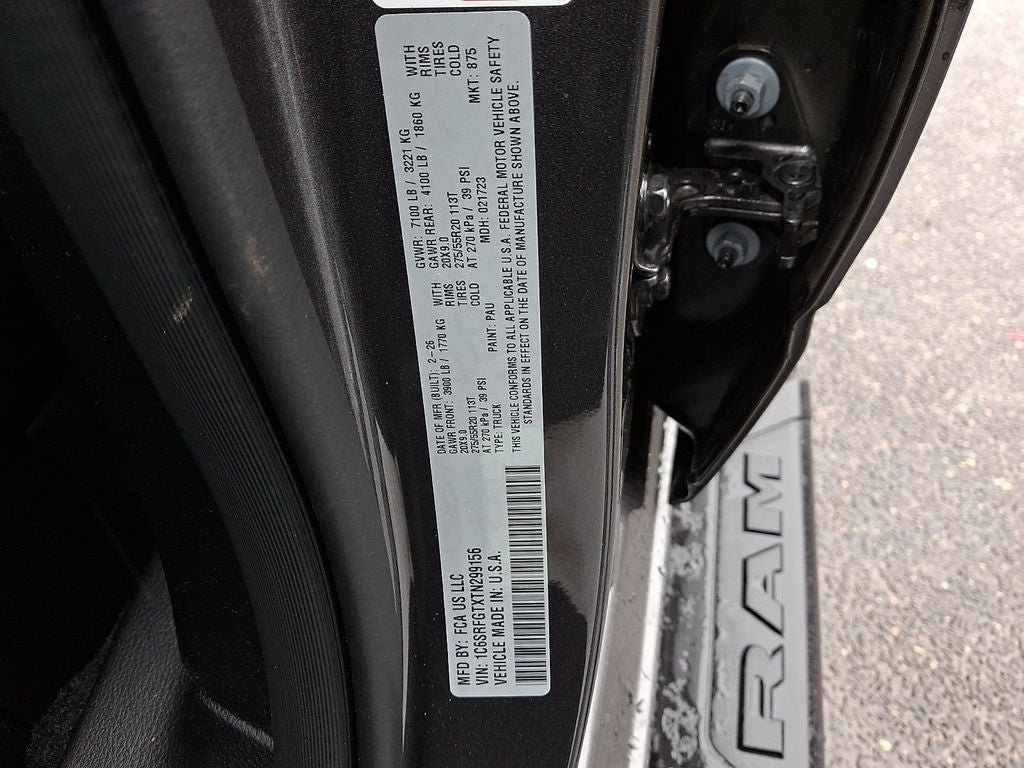 MFD BY: FCA US LLC
DATE OF MFR (BUILT): 2-26
GVWR: 7100 LB / 3221 KG
GAWR FRONT: 3900 LB / 1770 KG WITH
GAWR REAR: 4100 LB / 1860 KG WITH
20X9.0 RIMS
20X9.0 RIMS
275/55R20 113T TIRES
275/55R20 113T TIRES
AT 270 kPa / 39 PSI COLD
AT 270 kPa / 39 PSI COLD
VIN: 1C6SRFGTXTN299156
TYPE: TRUCK
PAINT: PAU
MDH: 021723
MKT: 875
VEHICLE MADE IN: U.S.A.
THIS VEHICLE CONFORMS TO ALL APPLICABLE U.S.A. FEDERAL MOTOR VEHICLE SAFETY
STANDARDS IN EFFECT ON THE DATE OF MANUFACTURE SHOWN ABOVE.
RAM